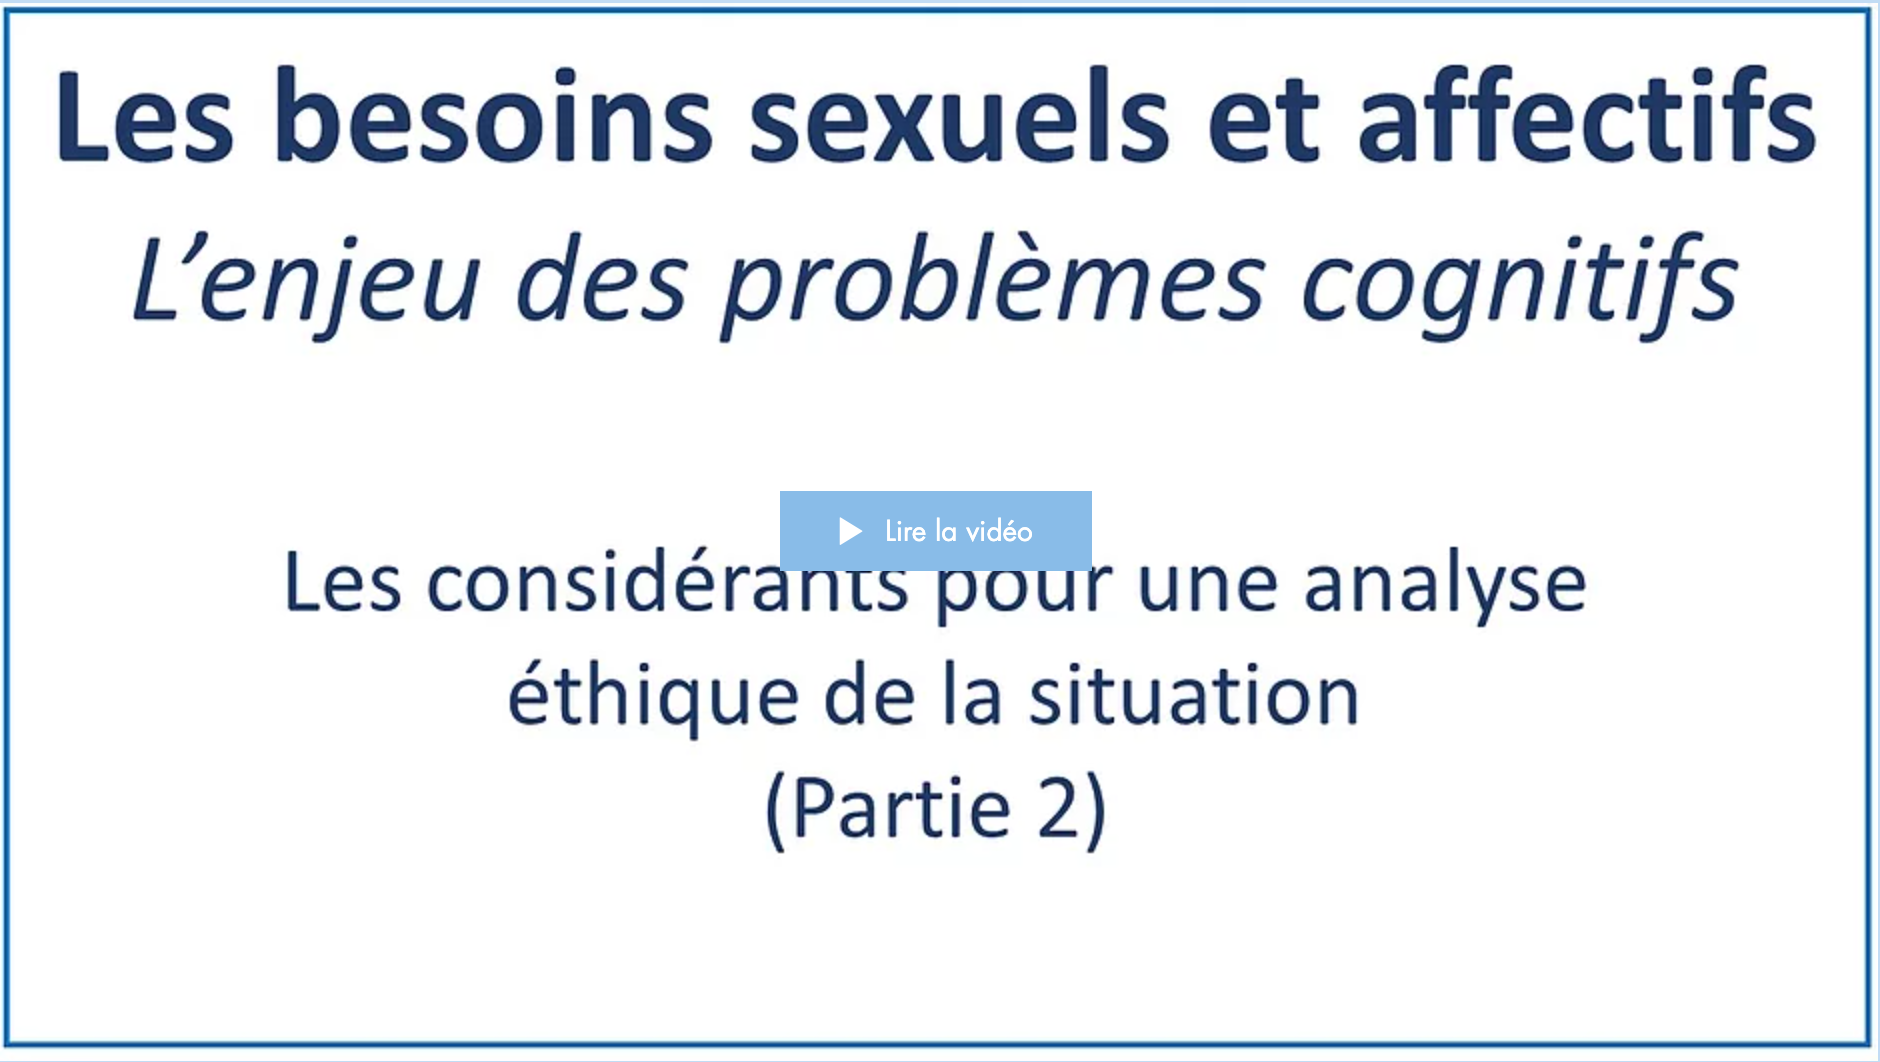 Les besoins sexuels et affectifs
L’enjeu des problèmes cognitifs
Lire la vidéo
Les considérants pour une analyse
éthique de la situation
(Partie 2)